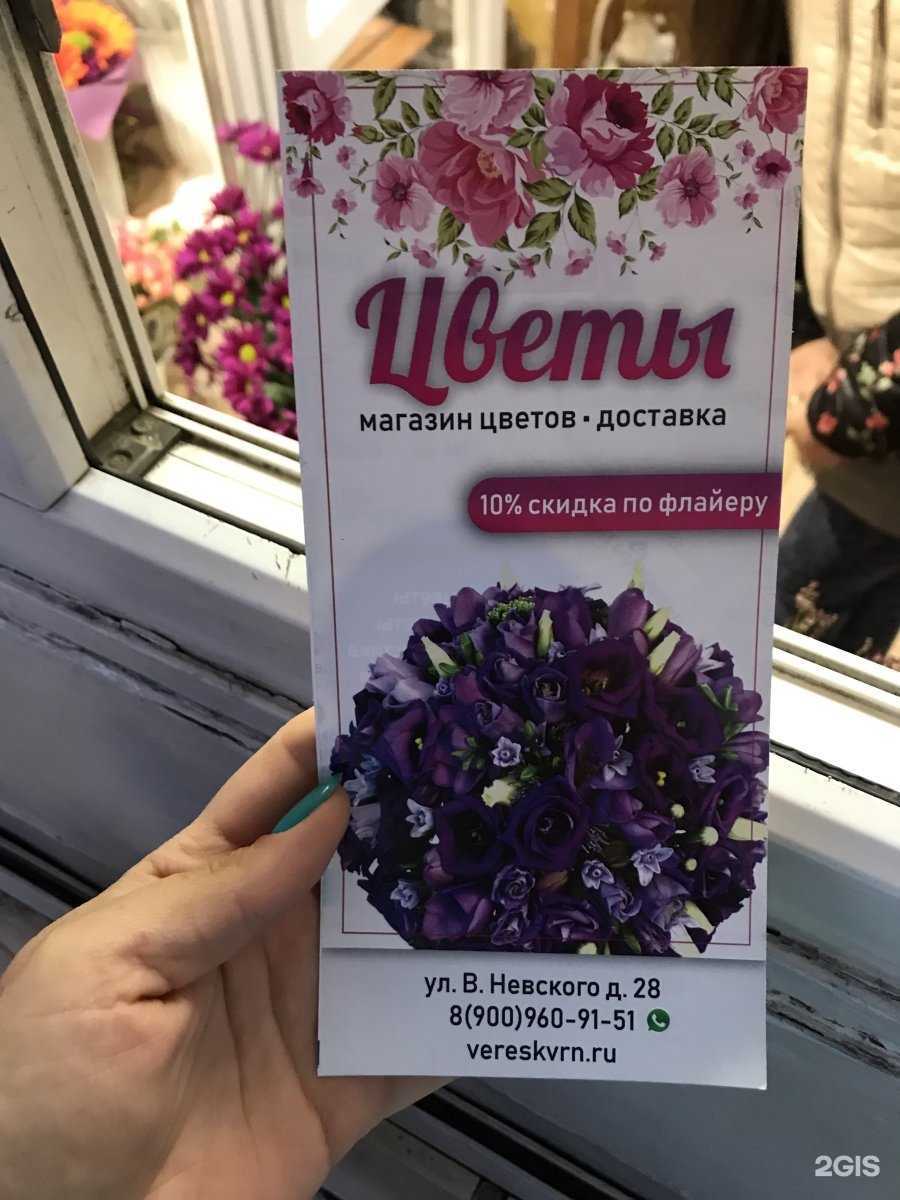 Цветы
магазин цветов · доставка
10% скидка по флайеру
ул. В. Невского д. 28
8(900)960-91-51
vereskvrn.ru
2GIS